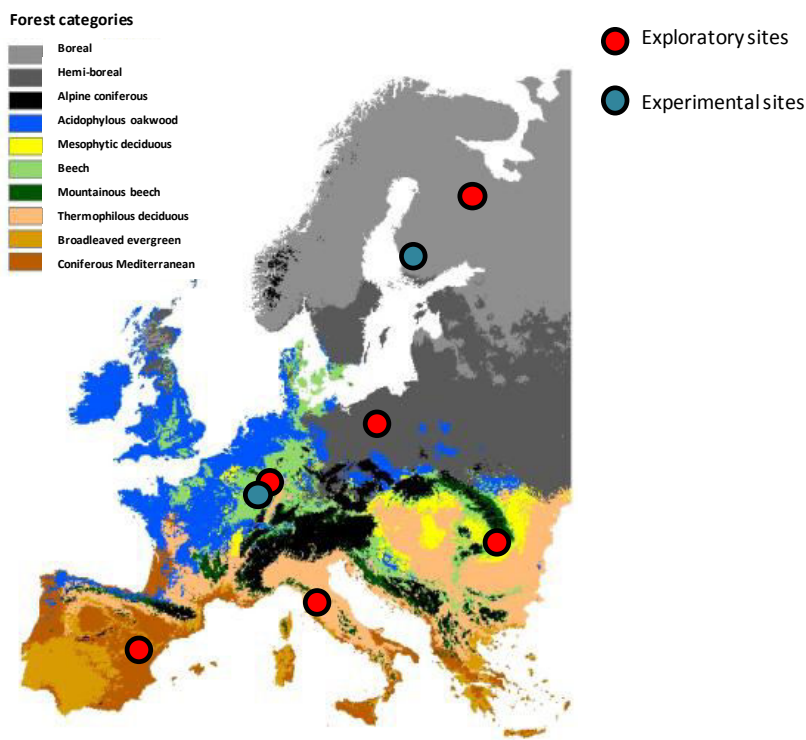 Forest categories
Boreal
Hemi-boreal
Alpine coniferous
Acidophylous oakwood
Mesophytic deciduous
Beech
Mountainous beech
Thermophilous deciduous
Broadleaved evergreen
Coniferous Mediterranean
Exploratory sites
Experimental sites